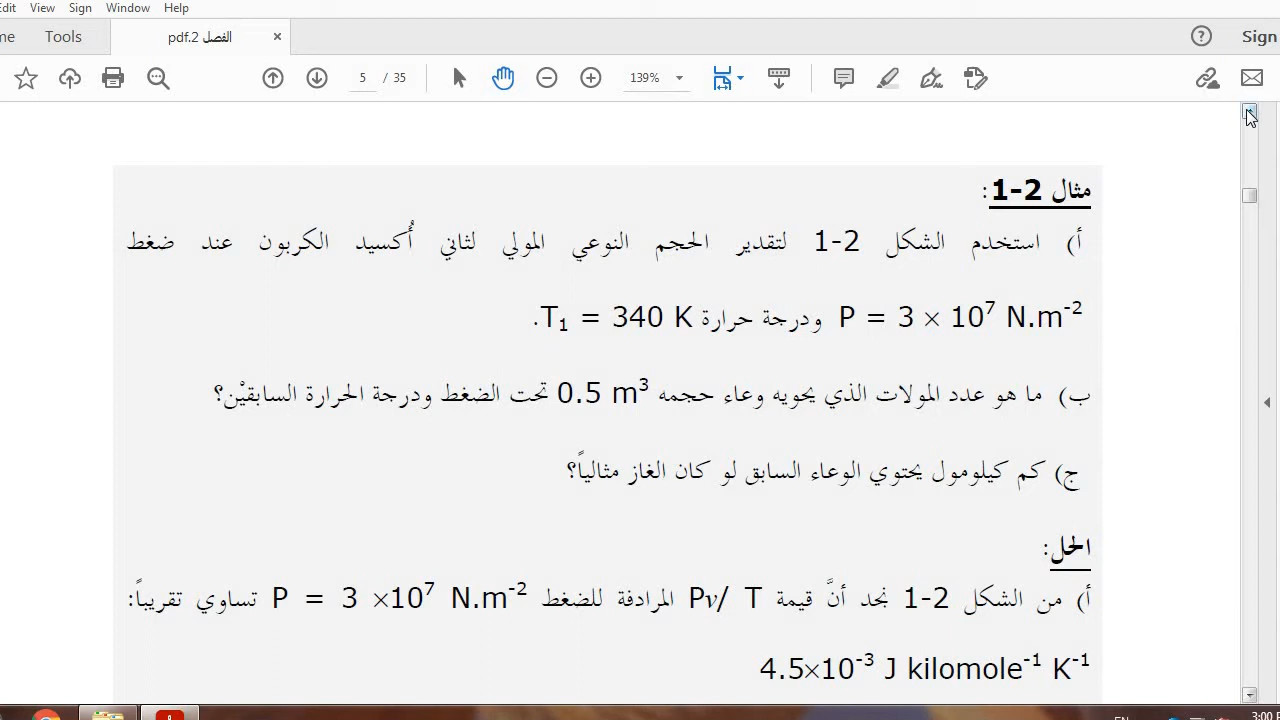 Edit View Sign Window Help
me Tools الفصل 2.pdf × ? Sign
5 / 35 139%
مثال 2-1:
أ) استخدم الشكل 2-1 لتقدير الحجم النوعي المولي لثاني أُكسيد الكربون عند ضغط
P = 3 × 10⁷ N.m⁻² ودرجة حرارة T₁ = 340 K.
ب) ما هو عدد المولات الذي يحويه وعاء حجمه 0.5 m³ تحت الضغط ودرجة الحرارة السابقيْن؟
ج) كم كيلومول يحتوي الوعاء السابق لو كان الغاز مثالياً؟
الحل:
أ) من الشكل 2-1 نجد أنَّ قيمة Pv/ T المرادفة للضغط P = 3 ×10⁷ N.m⁻² تساوي تقريباً:
4.5×10⁻³ J kilomole⁻¹ K⁻¹